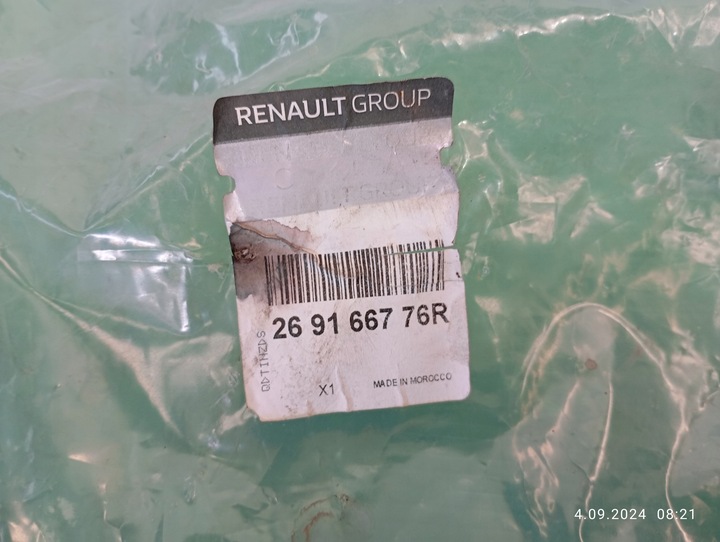 RENAULT GROUP
26 91 667 76R
X1
MADE IN MOROCCO
4.09.2024 08:21